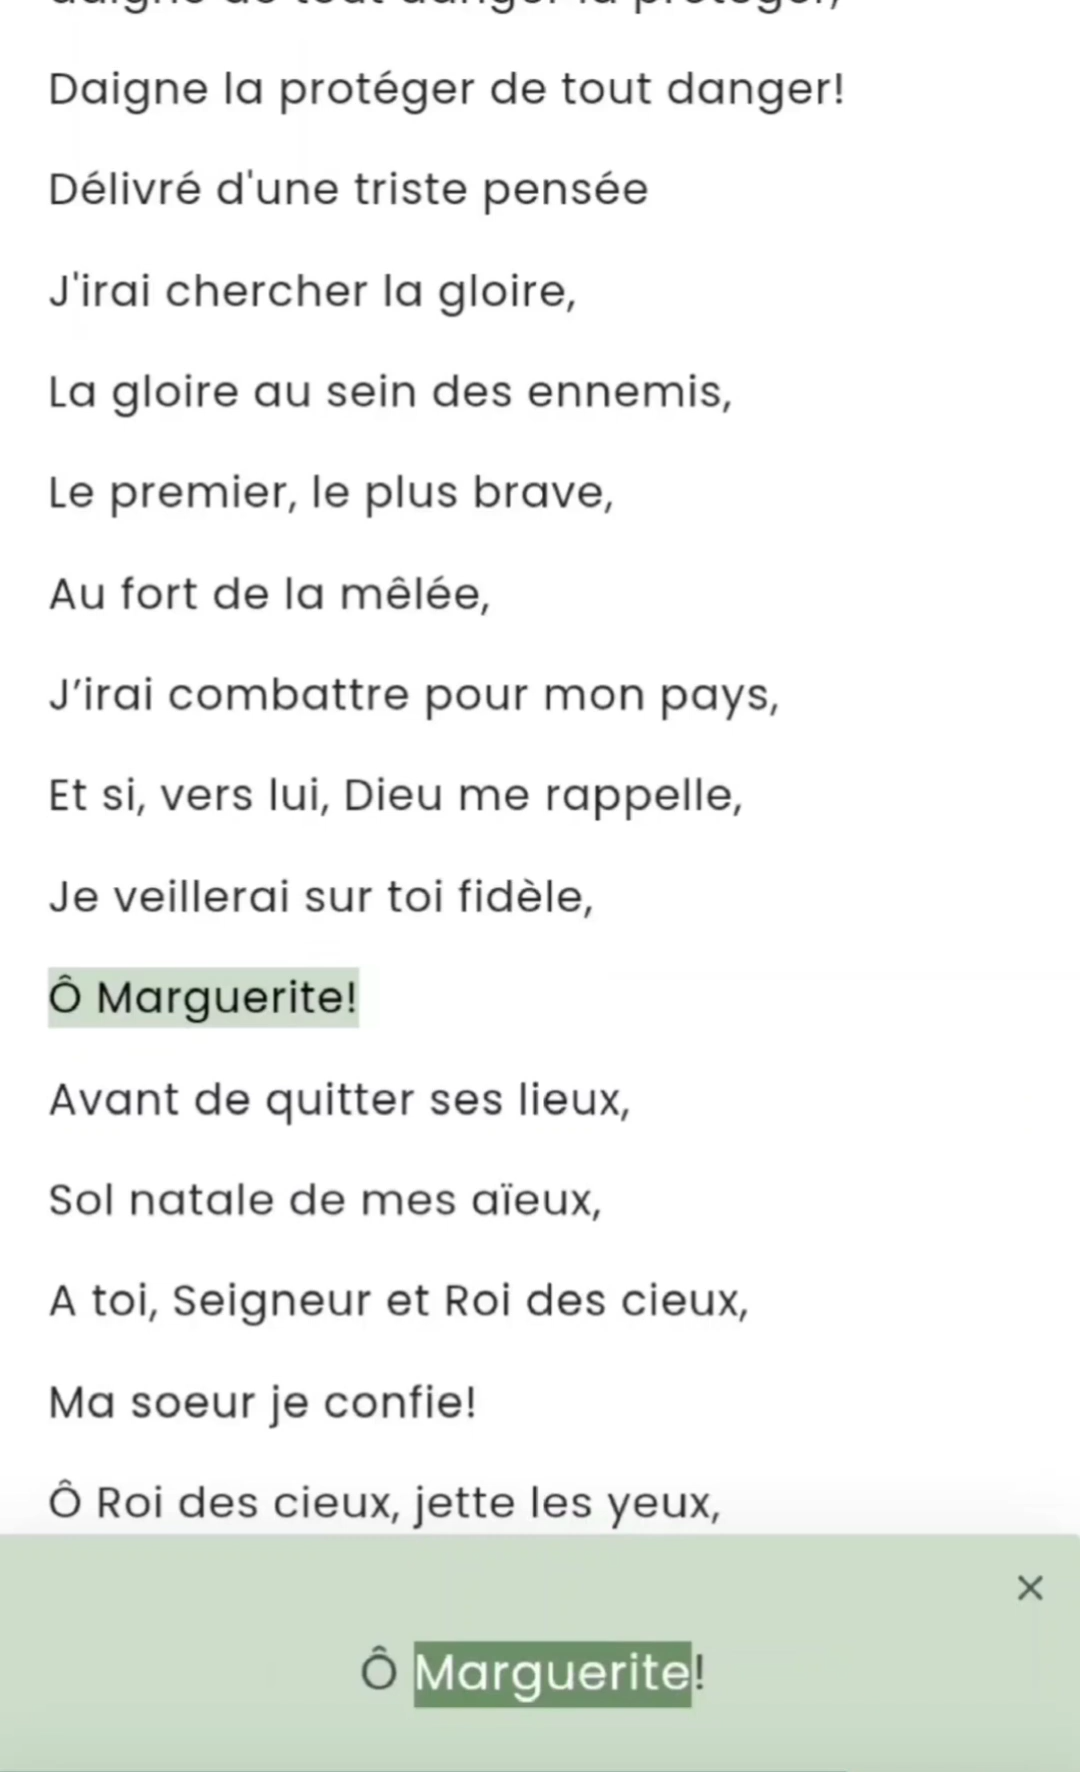 Daigne la protéger de tout danger!
Délivré d'une triste pensée
J'irai chercher la gloire,
La gloire au sein des ennemis,
Le premier, le plus brave,
Au fort de la mêlée,
J’irai combattre pour mon pays,
Et si, vers lui, Dieu me rappelle,
Je veillerai sur toi fidèle,
Ô Marguerite!
Avant de quitter ses lieux,
Sol natale de mes aïeux,
A toi, Seigneur et Roi des cieux,
Ma soeur je confie!
Ô Roi des cieux, jette les yeux,
Ô Marguerite!